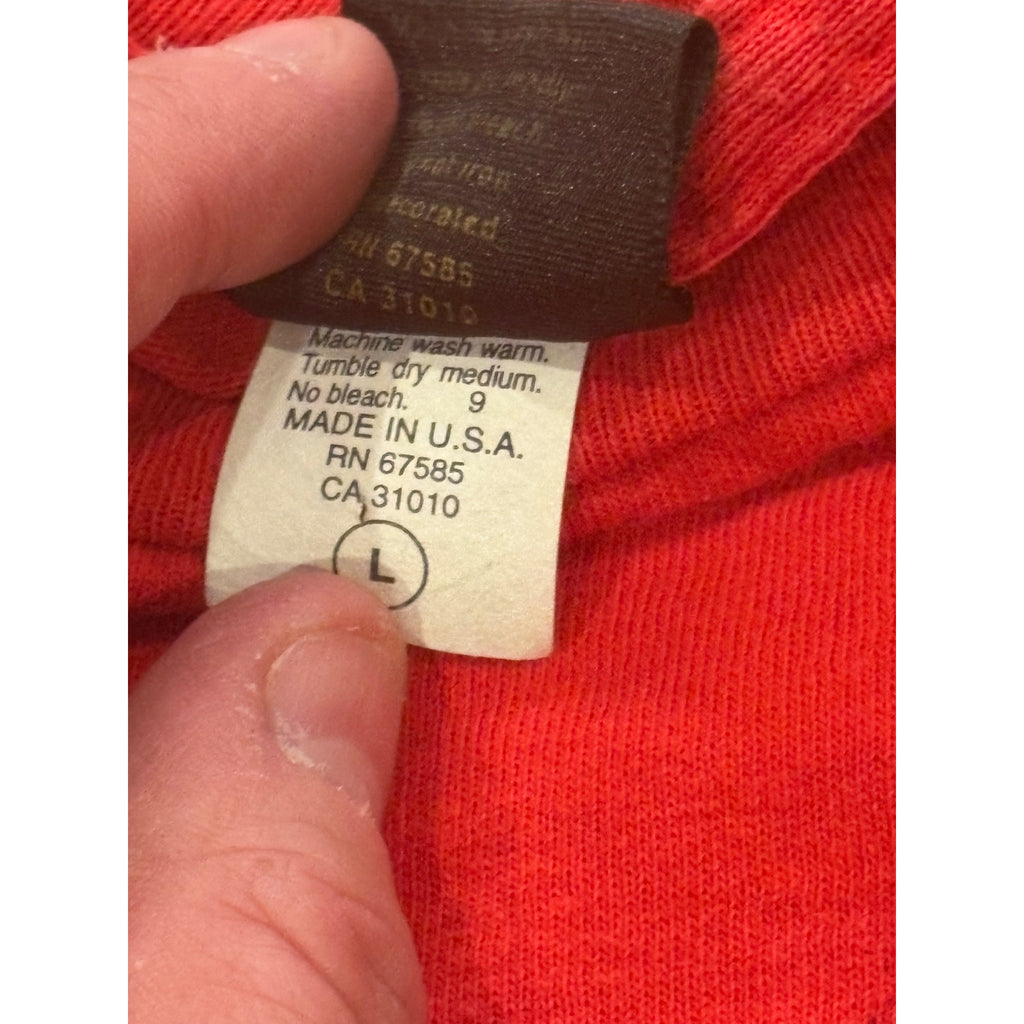 RN 67585
CA 31010
Machine wash warm.
Tumble dry medium.
No bleach. 9
MADE IN U.S.A.
RN 67585
CA 31010
L